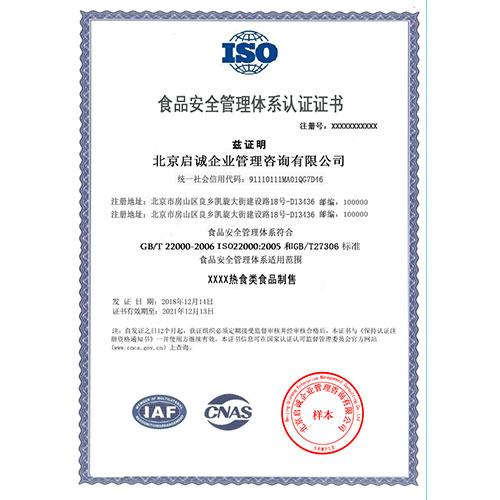 ISO
食品安全管理体系认证证书
注册号：XXXXXXXXXXX
兹证明
北京启诚企业管理咨询有限公司
统一社会信用代码：91110111MA01QG7D46
注册地址：北京市房山区良乡凯旋大街建设路18号-D13436 邮编：100000
注册地址：北京市房山区良乡凯旋大街建设路18号-D13436 邮编：100000
食品安全管理体系符合
GB/T 22000-2006 ISO22000:2005 和GB/T27306 标准
食品安全管理体系适用范围
XXXX热食类食品制售
发 证 日 期：2018年12月14日
证书有效期至：2021年12月13日
注：自发证之日12个月起，获证组织必须定期接受监督审核并经审核合格后，本证书与《保持认证注
册资格通知书》一并使用方继续有效。本证书信息可在国家认证认可监督管理委员会官方网站
(www.cnca.gov.cn) 上查询。
IAF
CNAS
北京启诚企业管理咨询有限公司
样本
SAMPLE